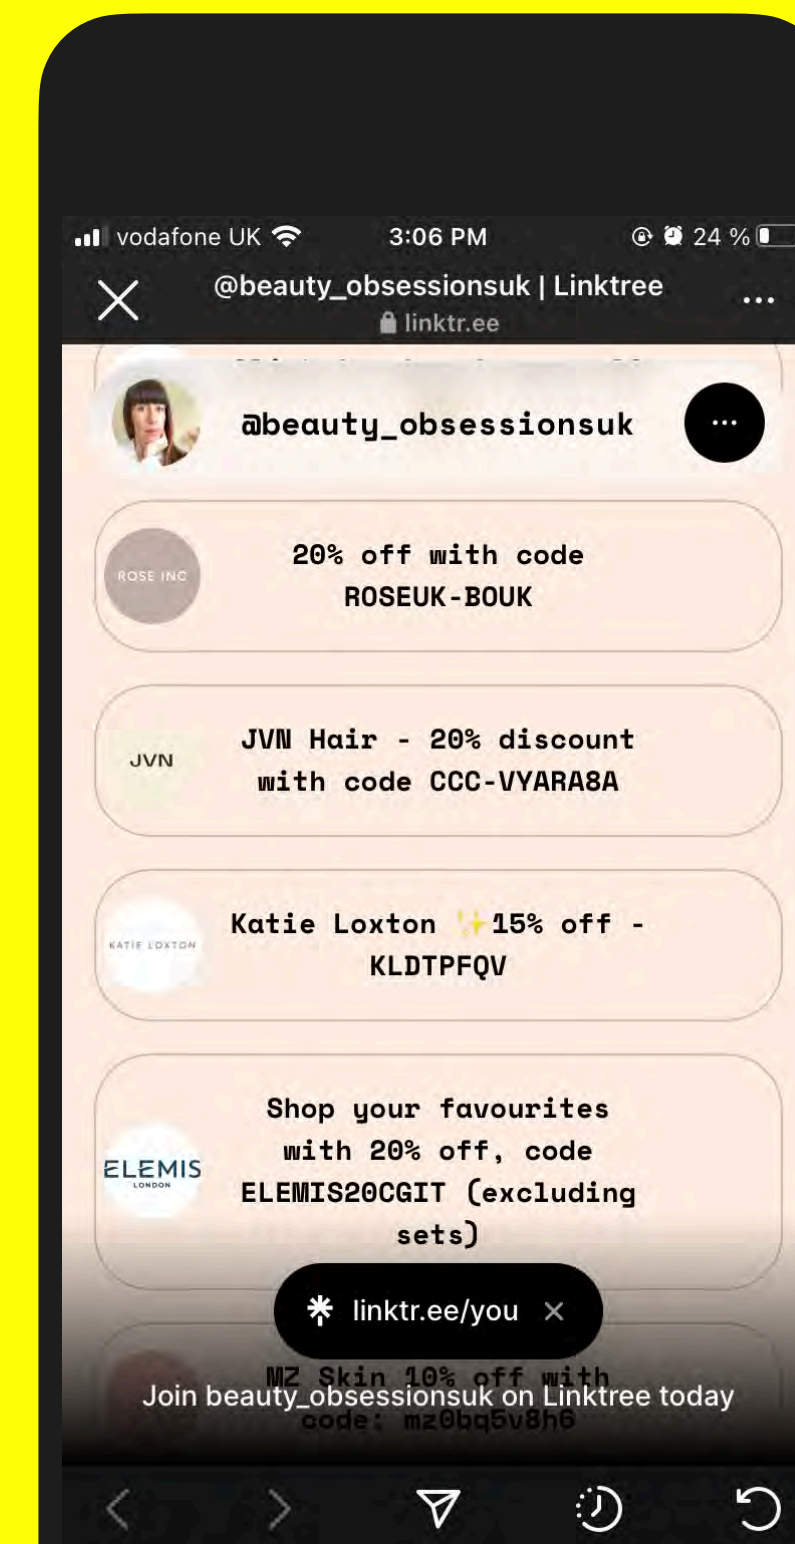 vodafone UK 3:06 PM 24 %
@beauty_obsessionsuk | Linktree
linktr.ee
@beauty_obsessionsuk
ROSE INC
20% off with code
ROSEUK-BOUK
JVN
JVN Hair - 20% discount
with code CCC-VYARA8A
KATIE LOXTON
Katie Loxton ✨15% off -
KLDTPFQV
ELEMIS
LONDON
Shop your favourites
with 20% off, code
ELEMIS20CGIT (excluding
sets)
linktr.ee/you
MZ Skin 10% off with
Join beauty_obsessionsuk on Linktree today
code: mz0bq5v8h6